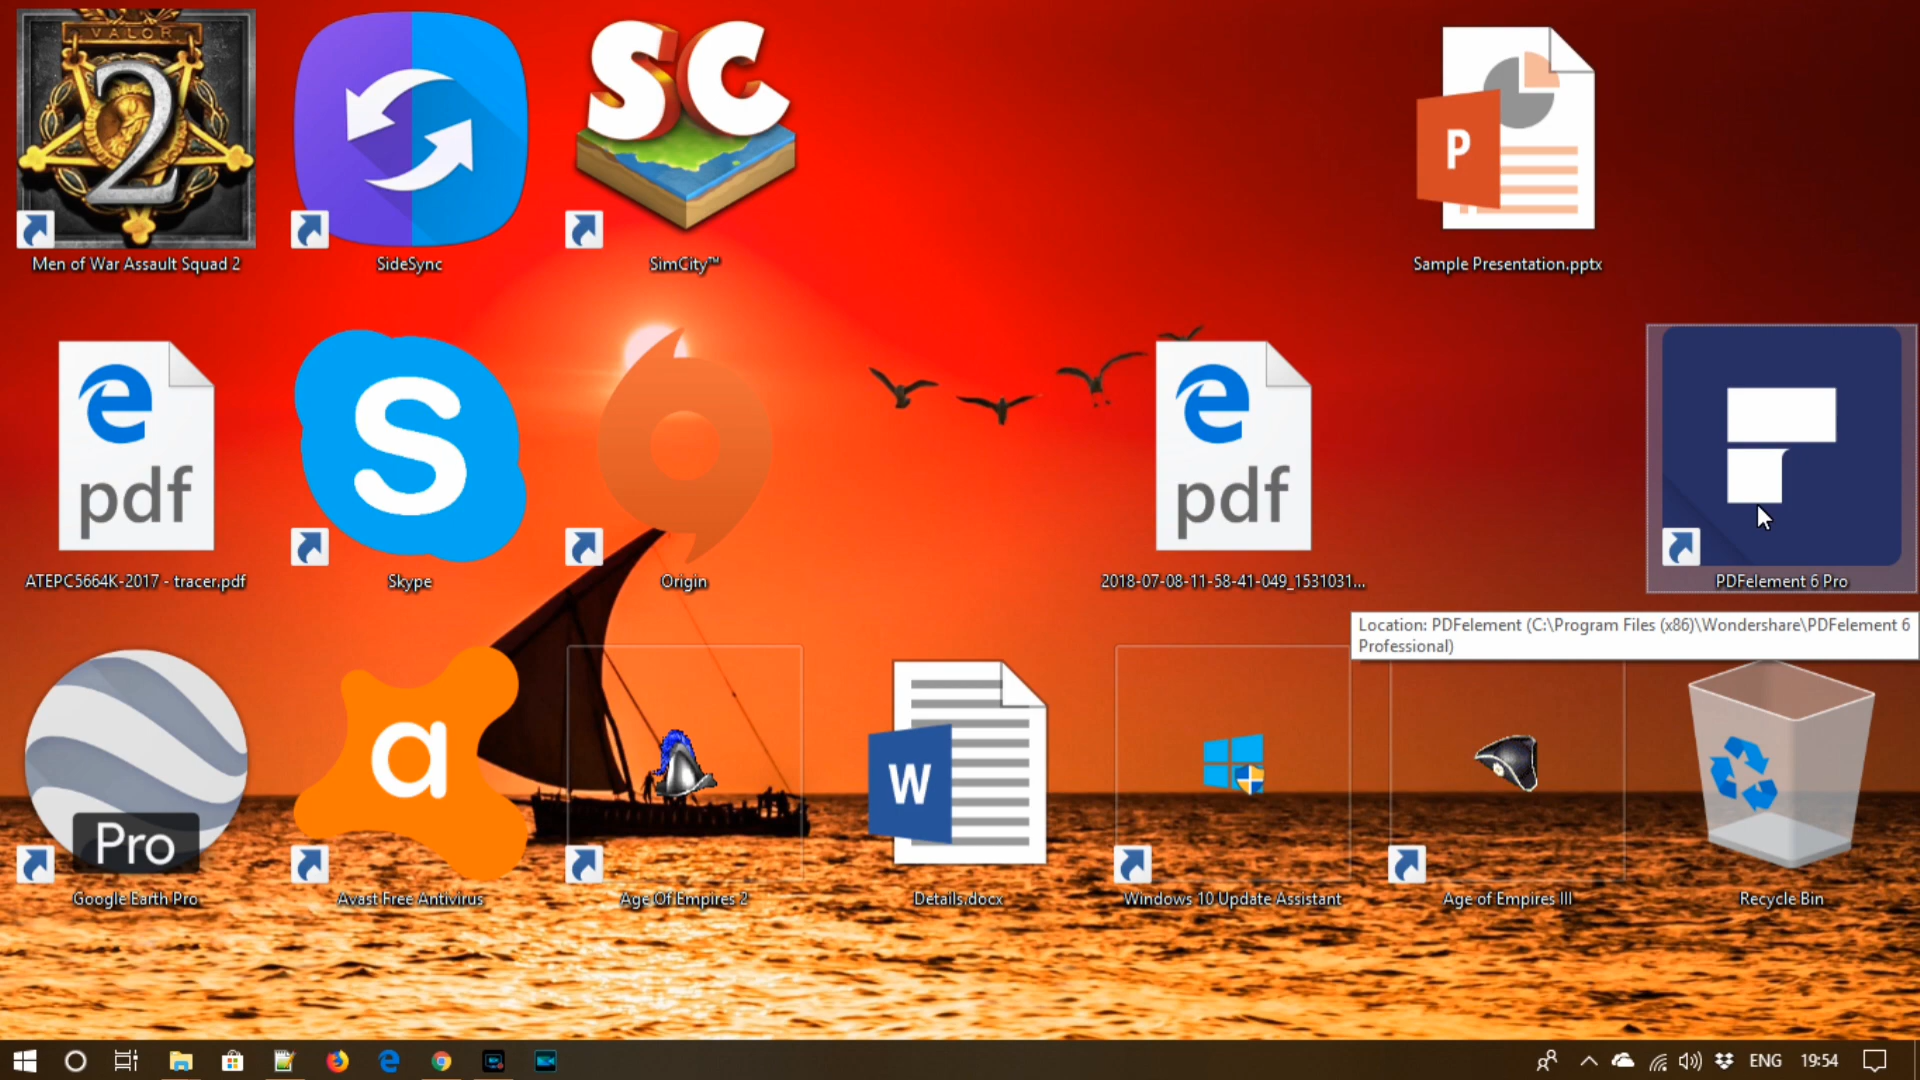 VALOR
2
SC
P
Men of War Assault Squad 2
SideSync
SimCity™
Sample Presentation.pptx
e
pdf
S
e
pdf
ATEPC5664K-2017 - tracer.pdf
Skype
Origin
2018-07-08-11-58-41-049_1531031...
PDFelement 6 Pro
Location: PDFelement (C:\Program Files (x86)\Wondershare\PDFelement 6
Professional)
Pro
a
W
Google Earth Pro
Avast Free Antivirus
Age Of Empires 2
Details.docx
Windows 10 Update Assistant
Age of Empires III
Recycle Bin
ENG
19:54